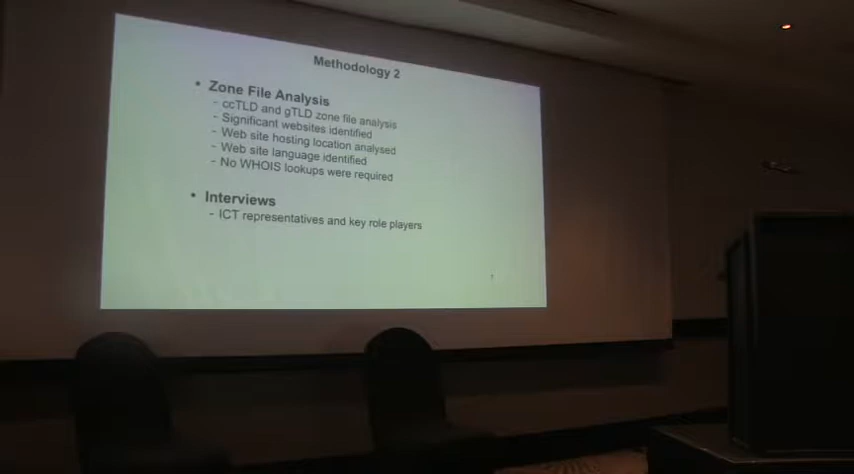 Methodology 2
• Zone File Analysis
- ccTLD and gTLD zone file analysis
- Significant websites identified
- Web site hosting location analysed
- Web site language identified
- No WHOIS lookups were required
• Interviews
- ICT representatives and key role players